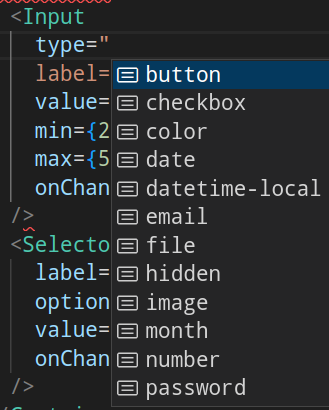 <Input
type="
label=
button
value=
checkbox
min={2
color
max={5
date
onChan
datetime-local
/>
email
<Selecto
file
label=
hidden
option
image
value=
month
onChan
number
/>
password